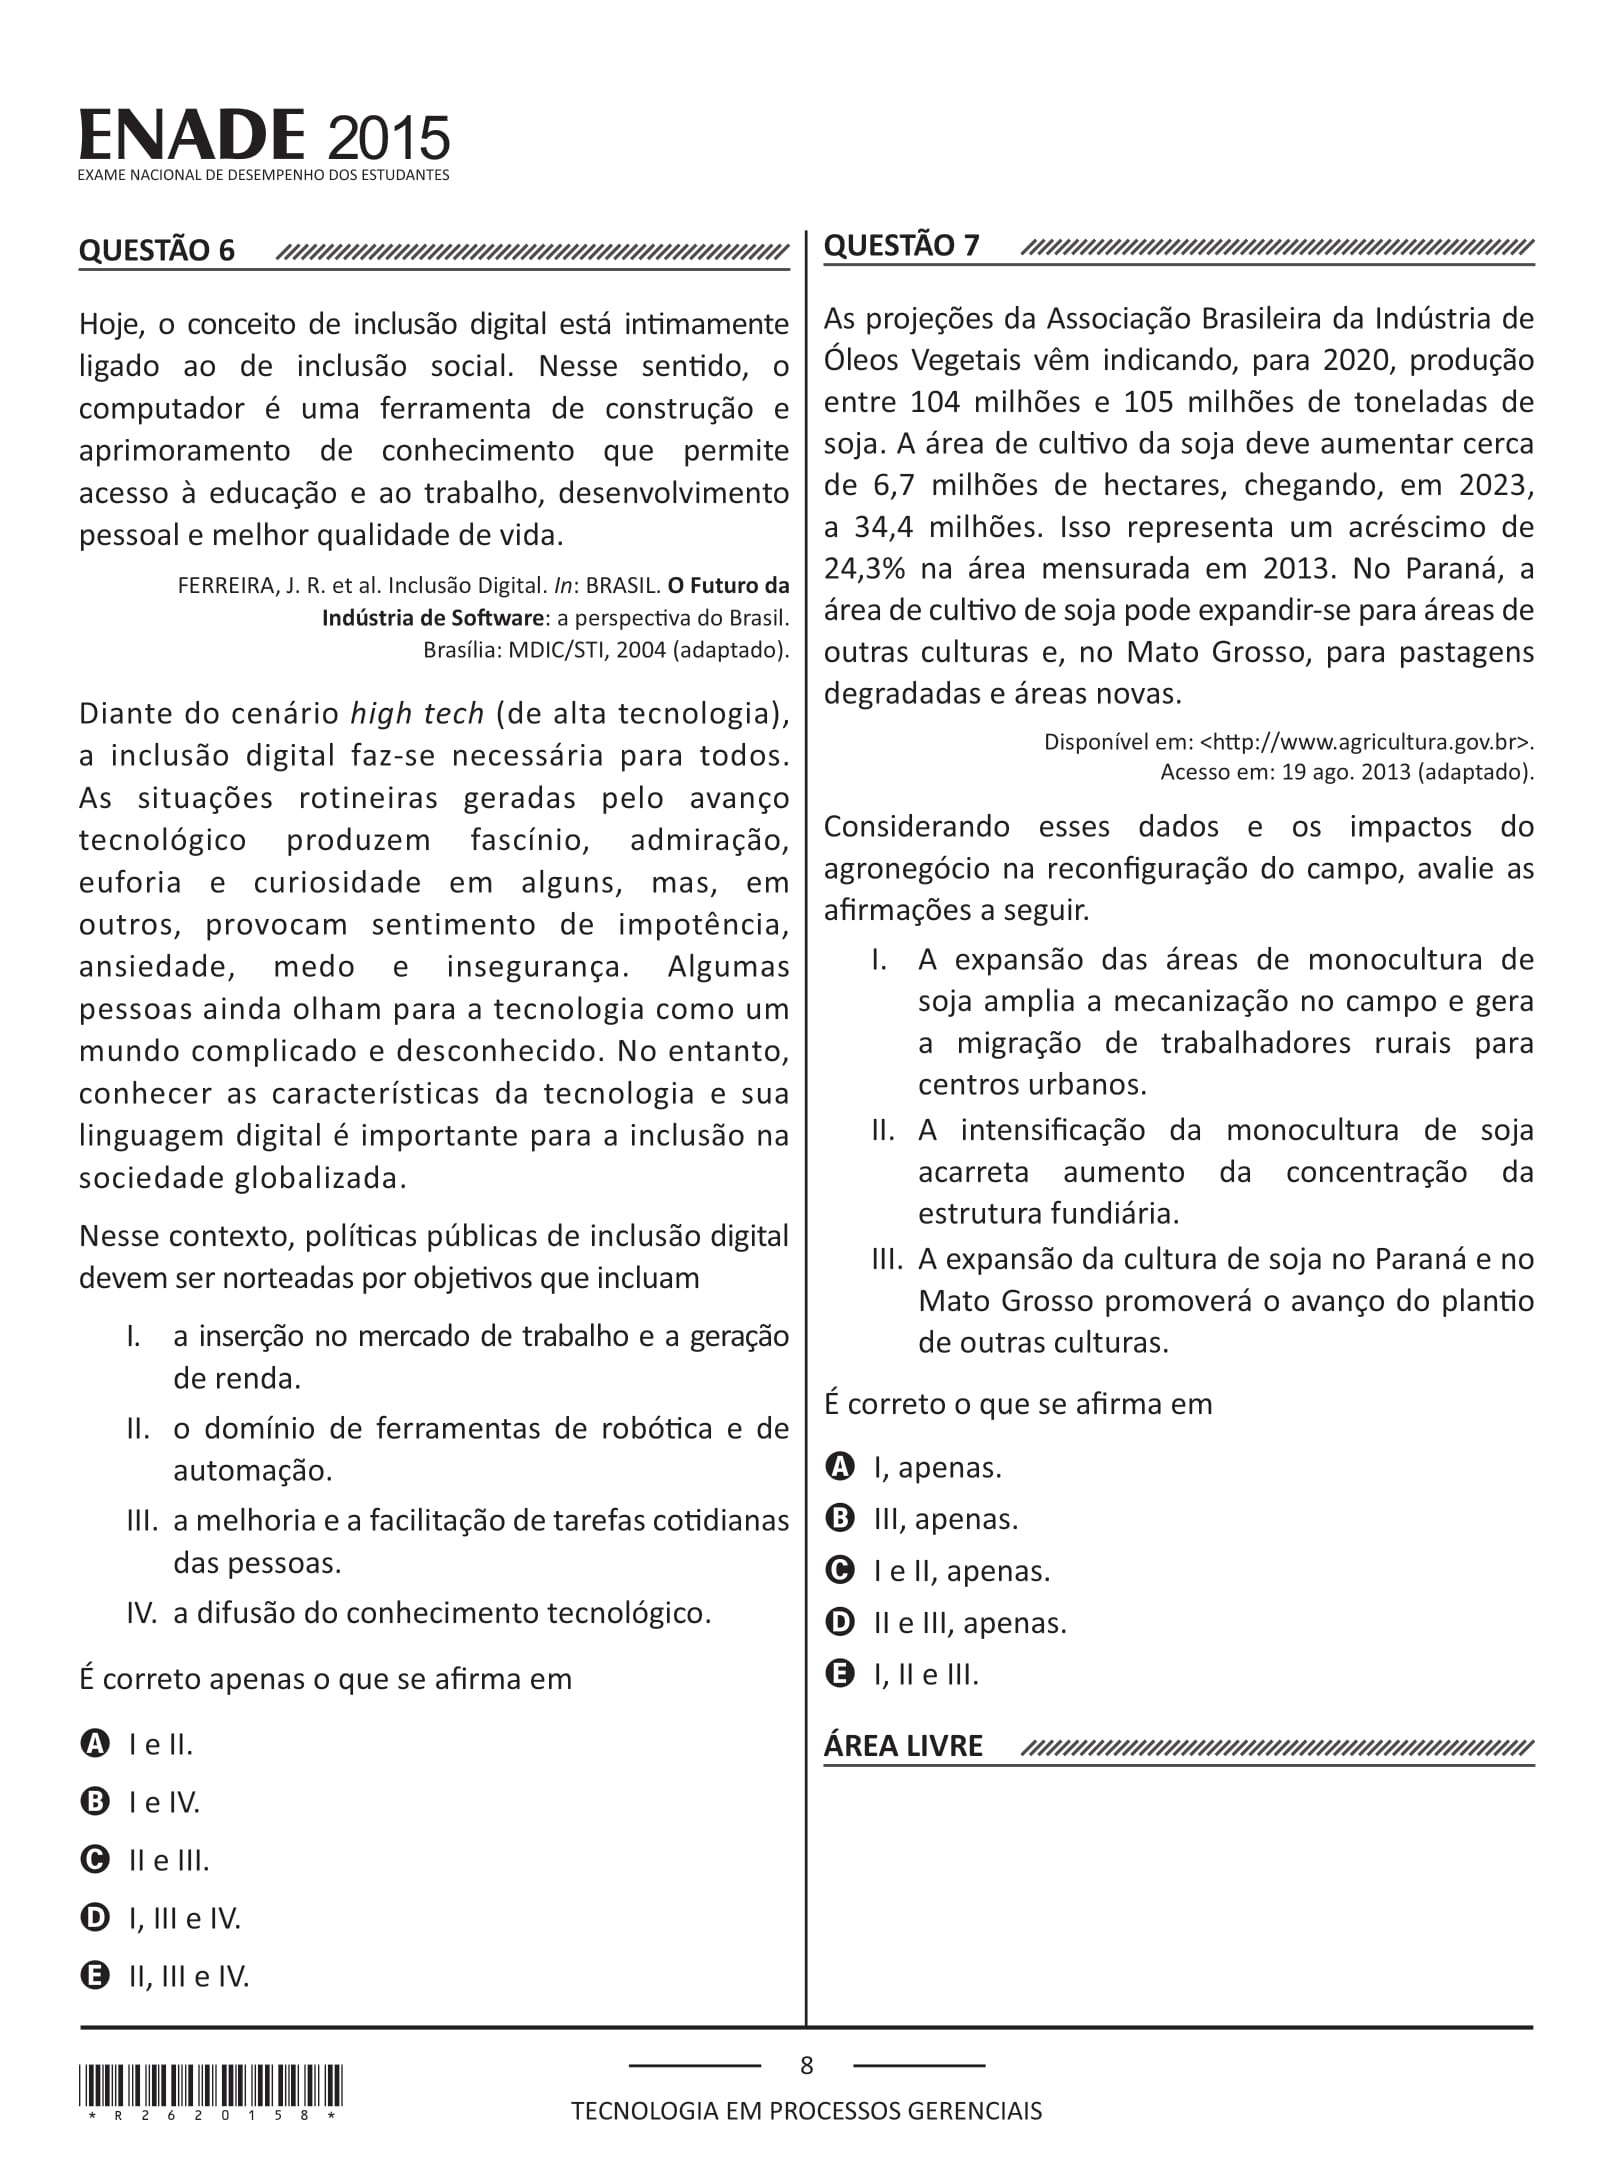 ENADE 2015
EXAME NACIONAL DE DESEMPENHO DOS ESTUDANTES
QUESTÃO 6
Hoje, o conceito de inclusão digital está intimamente
ligado ao de inclusão social. Nesse sentido, o
computador é uma ferramenta de construção e
aprimoramento de conhecimento que permite
acesso à educação e ao trabalho, desenvolvimento
pessoal e melhor qualidade de vida.
FERREIRA, J. R. et al. Inclusão Digital. In: BRASIL. O Futuro da
Indústria de Software: a perspectiva do Brasil.
Brasília: MDIC/STI, 2004 (adaptado).
Diante do cenário high tech (de alta tecnologia),
a inclusão digital faz-se necessária para todos.
As situações rotineiras geradas pelo avanço
tecnológico produzem fascínio, admiração,
euforia e curiosidade em alguns, mas, em
outros, provocam sentimento de impotência,
ansiedade, medo e insegurança. Algumas
pessoas ainda olham para a tecnologia como um
mundo complicado e desconhecido. No entanto,
conhecer as características da tecnologia e sua
linguagem digital é importante para a inclusão na
sociedade globalizada.
Nesse contexto, políticas públicas de inclusão digital
devem ser norteadas por objetivos que incluam
I. a inserção no mercado de trabalho e a geração
de renda.
II. o domínio de ferramentas de robótica e de
automação.
III. a melhoria e a facilitação de tarefas cotidianas
das pessoas.
IV. a difusão do conhecimento tecnológico.
É correto apenas o que se afirma em
A I e II.
B I e IV.
C II e III.
D I, III e IV.
E II, III e IV.
QUESTÃO 7
As projeções da Associação Brasileira da Indústria de
Óleos Vegetais vêm indicando, para 2020, produção
entre 104 milhões e 105 milhões de toneladas de
soja. A área de cultivo da soja deve aumentar cerca
de 6,7 milhões de hectares, chegando, em 2023,
a 34,4 milhões. Isso representa um acréscimo de
24,3% na área mensurada em 2013. No Paraná, a
área de cultivo de soja pode expandir-se para áreas de
outras culturas e, no Mato Grosso, para pastagens
degradadas e áreas novas.
Disponível em: <http://www.agricultura.gov.br>.
Acesso em: 19 ago. 2013 (adaptado).
Considerando esses dados e os impactos do
agronegócio na reconfiguração do campo, avalie as
afirmações a seguir.
I. A expansão das áreas de monocultura de
soja amplia a mecanização no campo e gera
a migração de trabalhadores rurais para
centros urbanos.
II. A intensificação da monocultura de soja
acarreta aumento da concentração da
estrutura fundiária.
III. A expansão da cultura de soja no Paraná e no
Mato Grosso promoverá o avanço do plantio
de outras culturas.
É correto o que se afirma em
A I, apenas.
B III, apenas.
C I e II, apenas.
D II e III, apenas.
E I, II e III.
ÁREA LIVRE
*R2620158*
8
TECNOLOGIA EM PROCESSOS GERENCIAIS